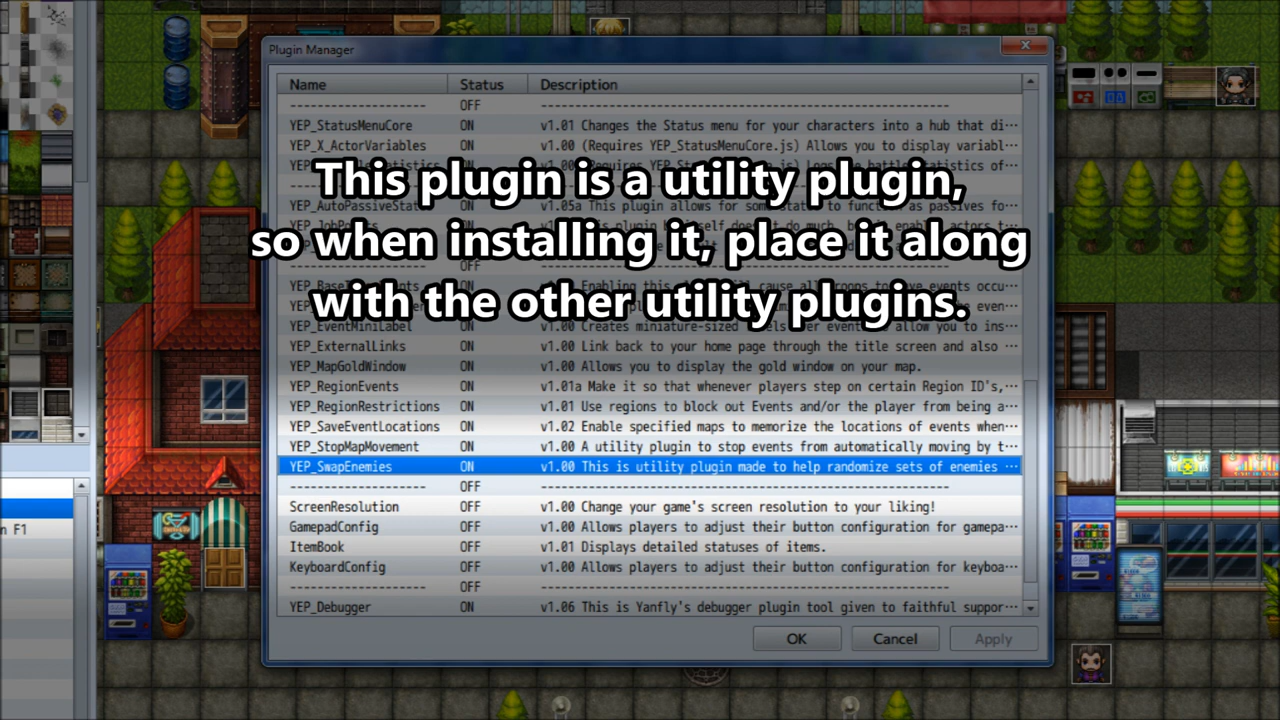 Plugin Manager
Name Status Description
---------------------- OFF ------------------------------------------------------------------
YEP_StatusMenuCore ON v1.01 Changes the Status menu for your characters into a hub that di···
YEP_X_ActorVariables ON v1.00 (Requires YEP_StatusMenuCore.js) Allows you to display variabl···
This plugin is a utility plugin,
so when installing it, place it along
with the other utility plugins.
YEP_EventMiniLabel ON v1.00 Creates miniature-sized
allow you to ins···
YEP_ExternalLinks ON v1.00 Link back to your home page through the title screen and also ···
YEP_MapGoldWindow ON v1.00 Allows you to display the gold window on your map.
YEP_RegionEvents ON v1.01a Make it so that whenever players step on certain Region ID's,···
YEP_RegionRestrictions ON v1.01 Use regions to block out Events and/or the player from being a···
YEP_SaveEventLocations ON v1.02 Enable specified maps to memorize the locations of events when···
YEP_StopMapMovement ON v1.00 A utility plugin to stop events from automatically moving by t···
YEP_SwapEnemies ON v1.00 This is utility plugin made to help randomize sets of enemies ···
---------------------- OFF ------------------------------------------------------------------
ScreenResolution OFF v1.00 Change your game's screen resolution to your liking!
GamepadConfig OFF v1.00 Allows players to adjust their button configuration for gamepa···
ItemBook OFF v1.01 Displays detailed statuses of items.
KeyboardConfig OFF v1.00 Allows players to adjust their button configuration for keyboa···
---------------------- OFF ------------------------------------------------------------------
YEP_Debugger ON v1.06 This is Yanfly's debugger plugin tool given to faithful suppor···
OK Cancel Apply
n F1